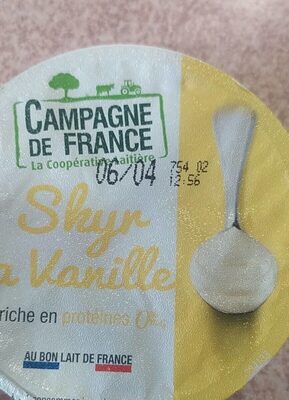 CAMPAGNE
DE FRANCE
La Coopérative Laitière
06/04 754 02
12:56
Skyr
Vanille
riche en protéines 0%
AU BON LAIT DE FRANCE